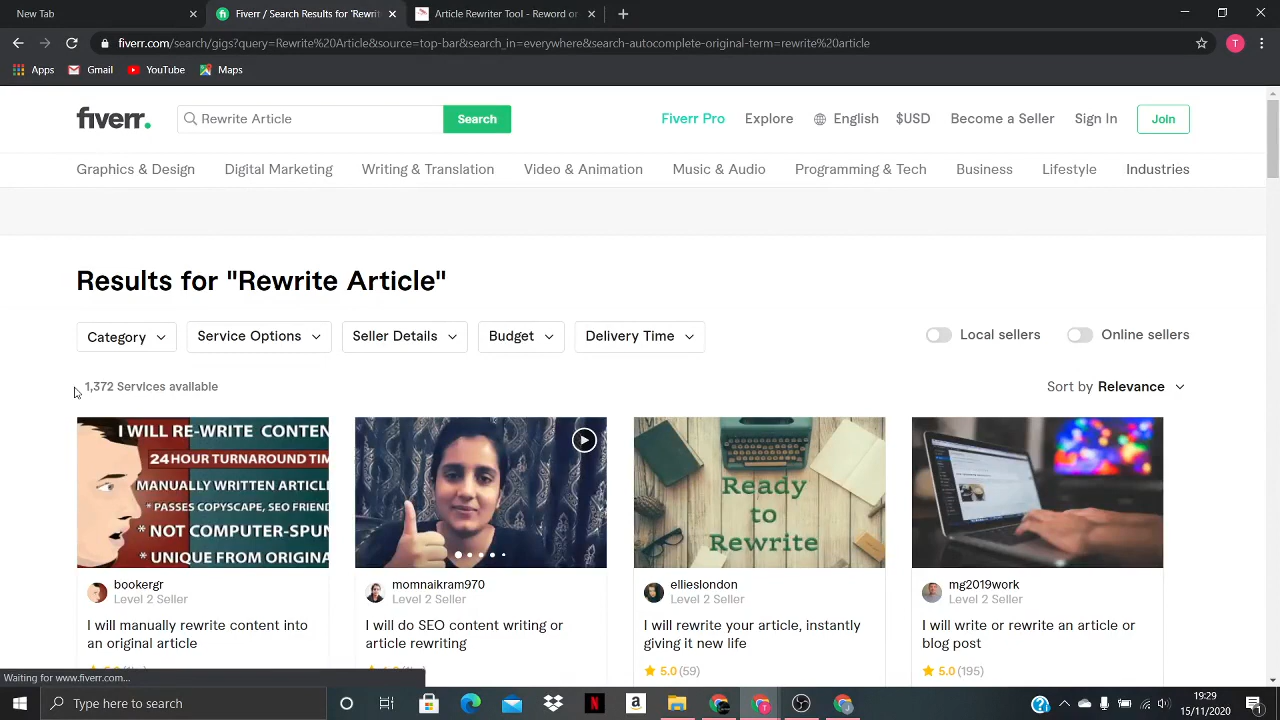 New Tab
Fiverr / Search Results for 'Rewrit
Article Rewriter Tool - Reword or
fiverr.com/search/gigs?query=Rewrite%20Article&source=top-bar&search_in=everywhere&search-autocomplete-original-term=rewrite%20article
T
Apps
Gmail
YouTube
Maps
fiverr.
Rewrite Article
Search
Fiverr Pro
Explore
English
$USD
Become a Seller
Sign In
Join
Graphics & Design
Digital Marketing
Writing & Translation
Video & Animation
Music & Audio
Programming & Tech
Business
Lifestyle
Industries
Results for "Rewrite Article"
Category
Service Options
Seller Details
Budget
Delivery Time
Local sellers
Online sellers
1,372 Services available
Sort by Relevance
I WILL RE-WRITE CONTEN
24HOUR TURNAROUND TIM
MANUALLY WRITTEN ARTICL
* PASSES COPYSCAPE, SEO FRIEND
* NOT COMPUTER-SPUN
* UNIQUE FROM ORIGINA
Ready
to
Rewrite
bookergr
Level 2 Seller
I will manually rewrite content into
an original article
momnaikram970
Level 2 Seller
I will do SEO content writing or
article rewriting
ellieslondon
Level 2 Seller
I will rewrite your article, instantly
giving it new life
5.0 (59)
mg2019work
Level 2 Seller
I will write or rewrite an article or
blog post
5.0 (195)
Waiting for www.fiverr.com...
Type here to search
19:29
15/11/2020